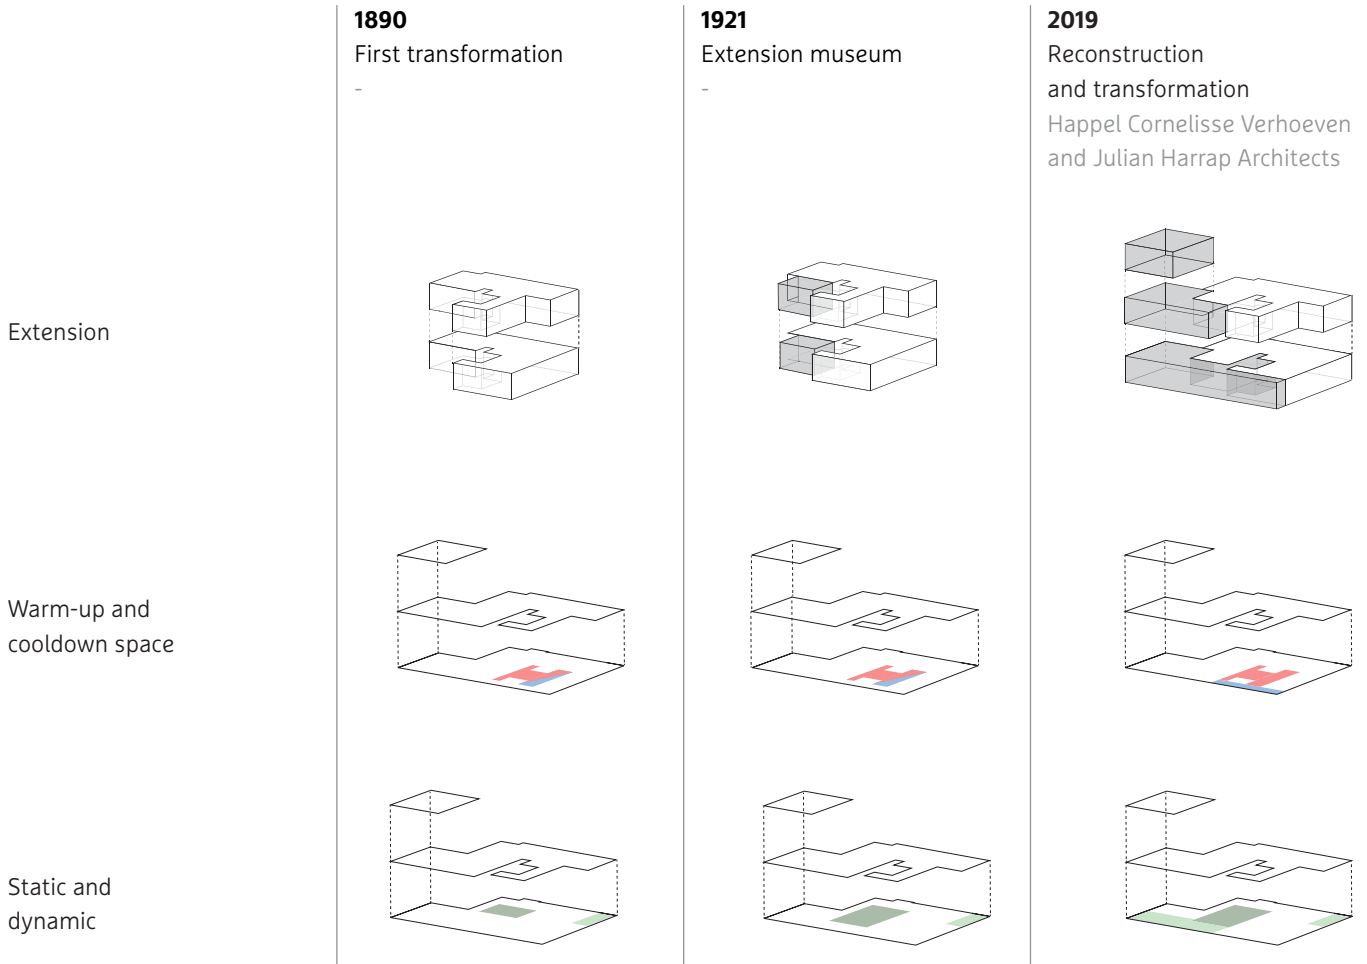 1890
First transformation
-
1921
Extension museum
-
2019
Reconstruction
and transformation
Happel Cornelisse Verhoeven
and Julian Harrap Architects
Extension
Warm-up and
cooldown space
Static and
dynamic